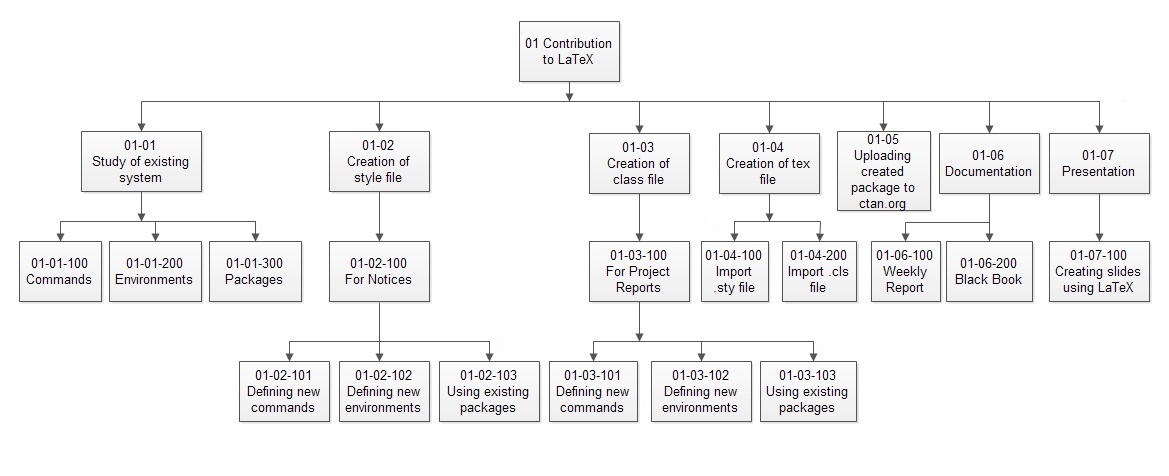 01 Contribution
to LaTeX
01-01
Study of existing
system
01-02
Creation of
style file
01-03
Creation of
class file
01-04
Creation of tex
file
01-05
Uploading
created
package to
ctan.org
01-06
Documentation
01-07
Presentation
01-01-100
Commands
01-01-200
Environments
01-01-300
Packages
01-02-100
For Notices
01-03-100
For Project
Reports
01-04-100
Import
.sty file
01-04-200
Import .cls
file
01-06-100
Weekly
Report
01-06-200
Black Book
01-07-100
Creating slides
using LaTeX
01-02-101
Defining new
commands
01-02-102
Defining new
environments
01-02-103
Using existing
packages
01-03-101
Defining new
commands
01-03-102
Defining new
environments
01-03-103
Using existing
packages